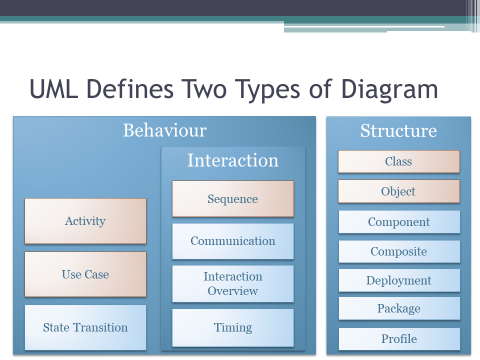 UML Defines Two Types of Diagram
Behaviour
Activity
Use Case
State Transition
Interaction
Sequence
Communication
Interaction
Overview
Timing
Structure
Class
Object
Component
Composite
Deployment
Package
Profile